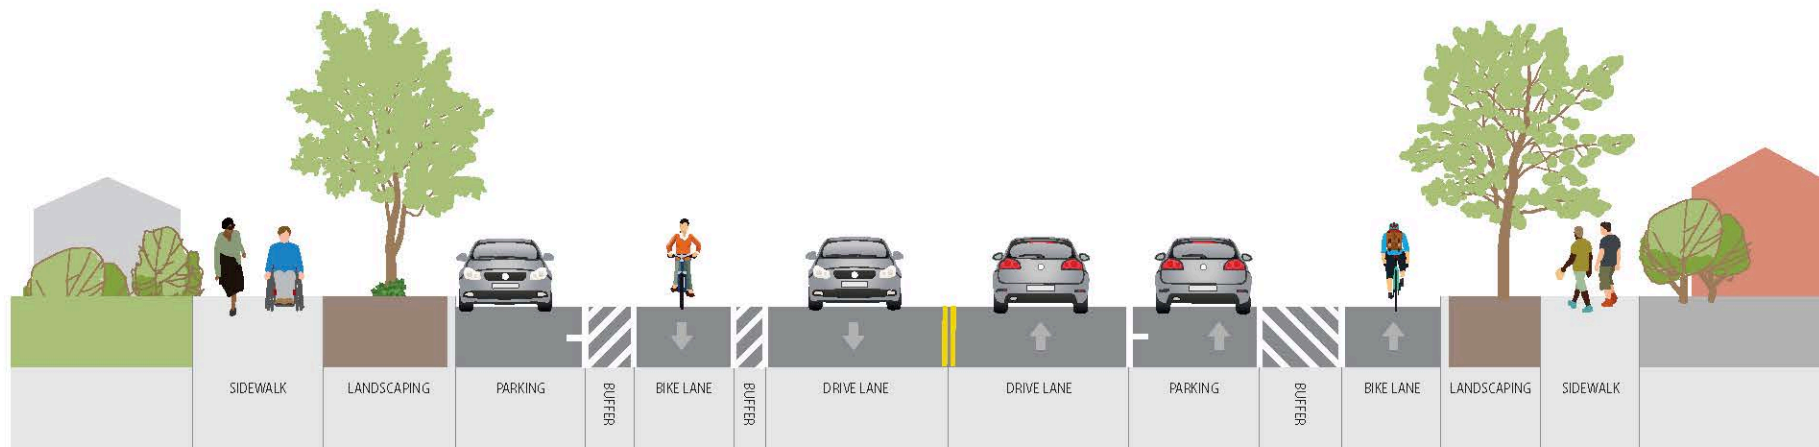 SIDEWALK
LANDSCAPING
PARKING
BUFFER
BIKE LANE
BUFFER
DRIVE LANE
DRIVE LANE
PARKING
BUFFER
BIKE LANE
LANDSCAPING
SIDEWALK